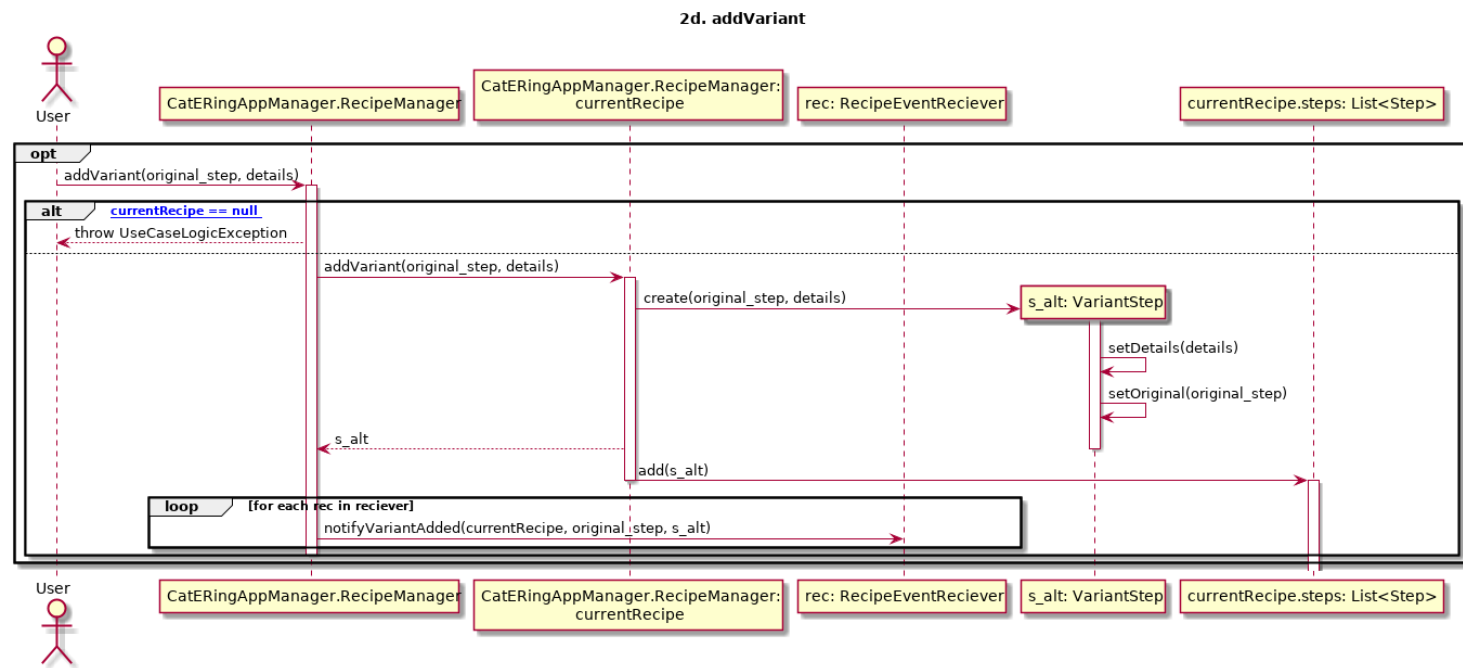 2d. addVariant
User
CatERingAppManager.RecipeManager
CatERingAppManager.RecipeManager:
currentRecipe
rec: RecipeEventReciever
currentRecipe.steps: List<Step>
opt
addVariant(original_step, details)
alt
currentRecipe == null
throw UseCaseLogicException
addVariant(original_step, details)
create(original_step, details)
s_alt: VariantStep
setDetails(details)
setOriginal(original_step)
s_alt
add(s_alt)
loop
[for each rec in reciever]
notifyVariantAdded(currentRecipe, original_step, s_alt)
User
CatERingAppManager.RecipeManager
CatERingAppManager.RecipeManager:
currentRecipe
rec: RecipeEventReciever
s_alt: VariantStep
currentRecipe.steps: List<Step>